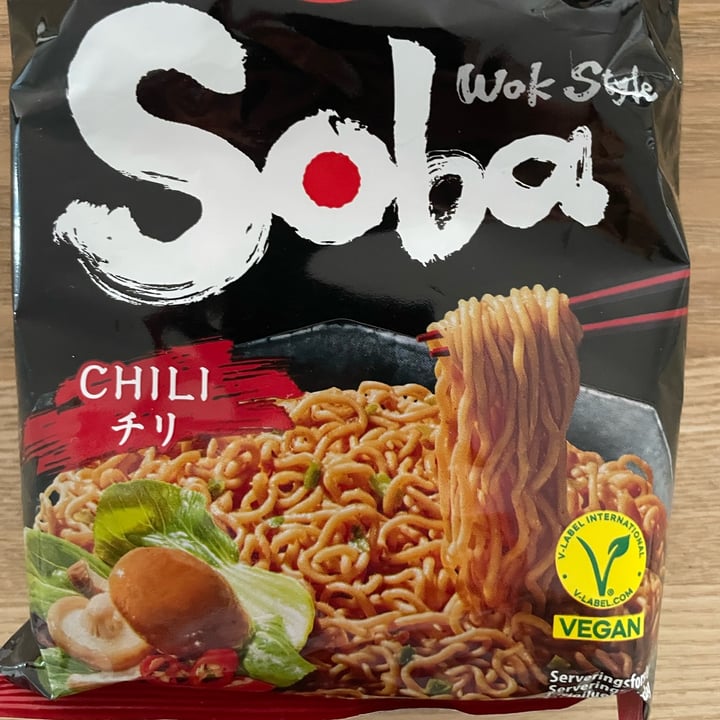 Soba
Wok Style
CHILI
チリ
V-LABEL INTERNATIONAL
V-LABEL.COM
VEGAN